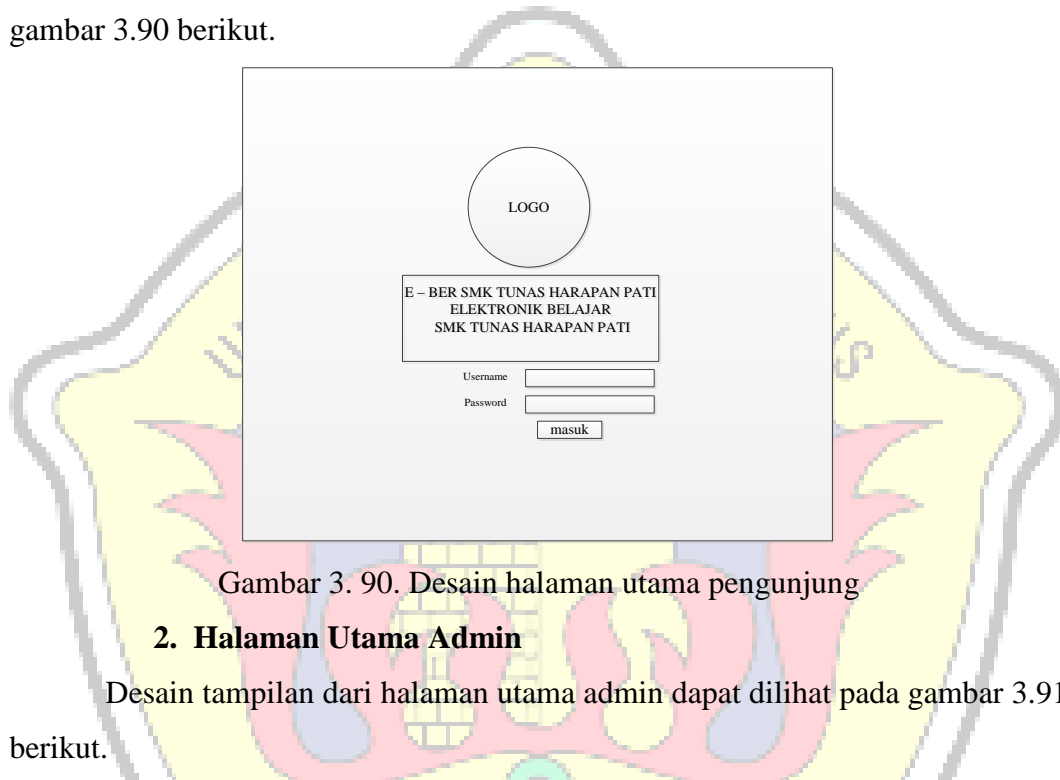 gambar 3.90 berikut.
LOGO
E – BER SMK TUNAS HARAPAN PATI
ELEKTRONIK BELAJAR
SMK TUNAS HARAPAN PATI
Username
Password
masuk
Gambar 3. 90. Desain halaman utama pengunjung
2. Halaman Utama Admin
Desain tampilan dari halaman utama admin dapat dilihat pada gambar 3.91
berikut.